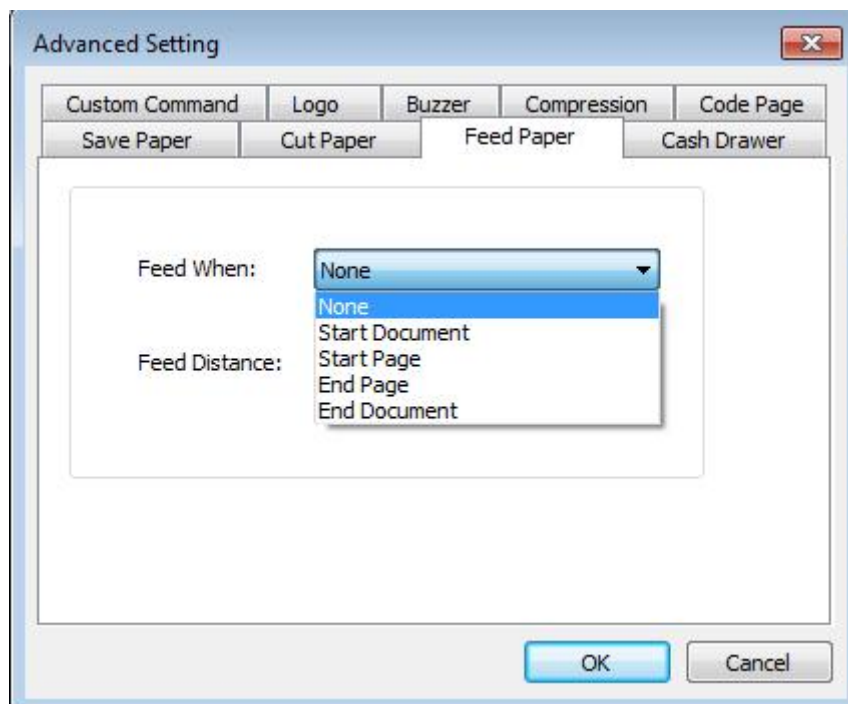 Advanced Setting
Custom Command Logo Buzzer Compression Code Page
Save Paper Cut Paper Feed Paper Cash Drawer
Feed When: None
None
Start Document
Feed Distance: Start Page
End Page
End Document
OK Cancel